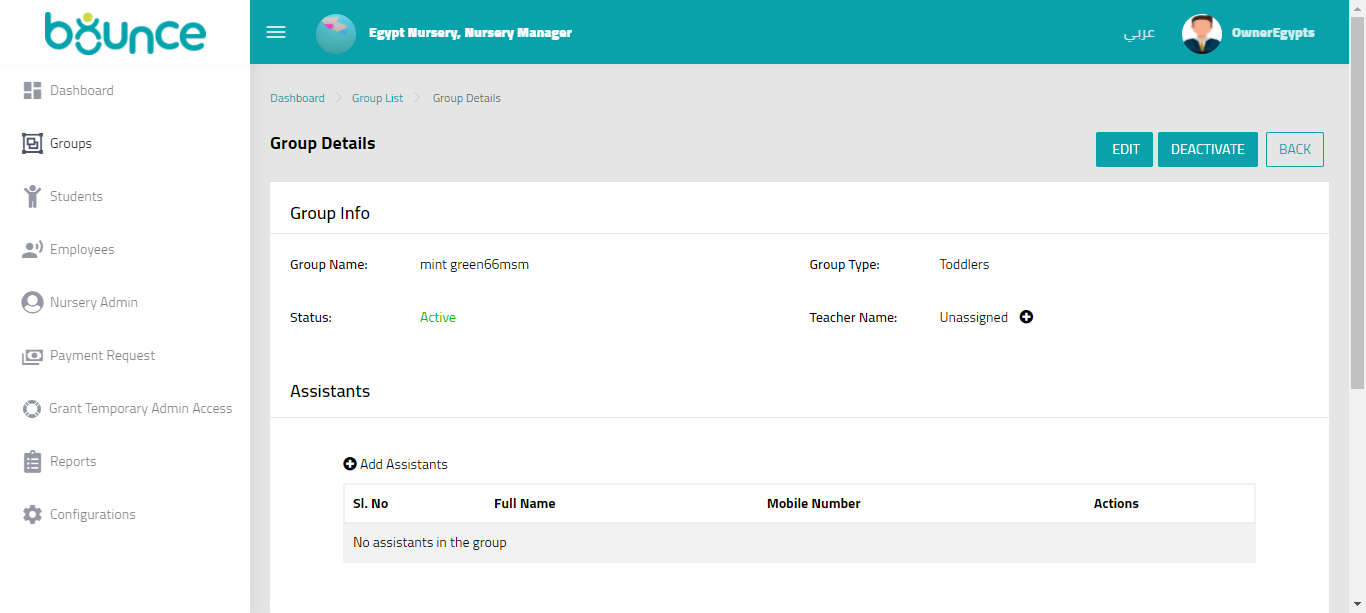 bounce
Egypt Nursery, Nursery Manager
عربي
OwnerEgypts
Dashboard
Groups
Students
Employees
Nursery Admin
Payment Request
Grant Temporary Admin Access
Reports
Configurations
Dashboard > Group List > Group Details
Group Details
EDIT DEACTIVATE BACK
Group Info
Group Name: mint green66msm Group Type: Toddlers
Status: Active Teacher Name: Unassigned
Assistants
Add Assistants
Sl. No Full Name Mobile Number Actions
No assistants in the group